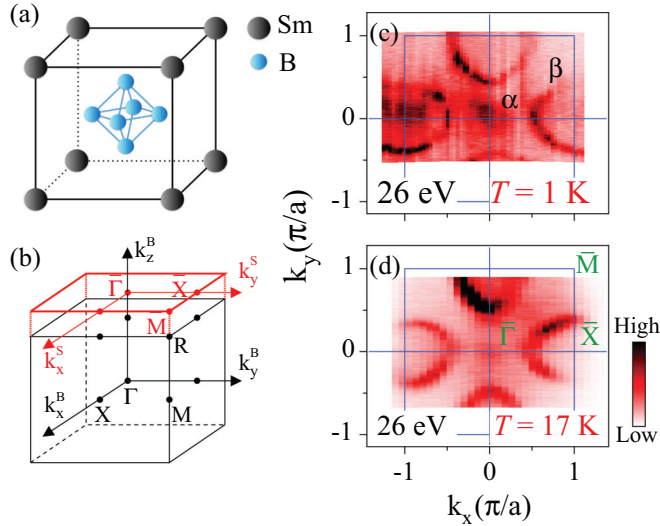 (a)
Sm
B
(b)
k_z^B
k_y^S
Γ̄
X̄
M̄
R
k_x^S
k_y^B
k_x^B
Γ
X
M
(c)
1
β
α
0
-1
26 eV
T = 1 K
k_y(π/a)
(d)
M̄
1
Γ̄
X̄
0
High
Low
-1
26 eV
T = 17 K
-1
0
1
k_x(π/a)